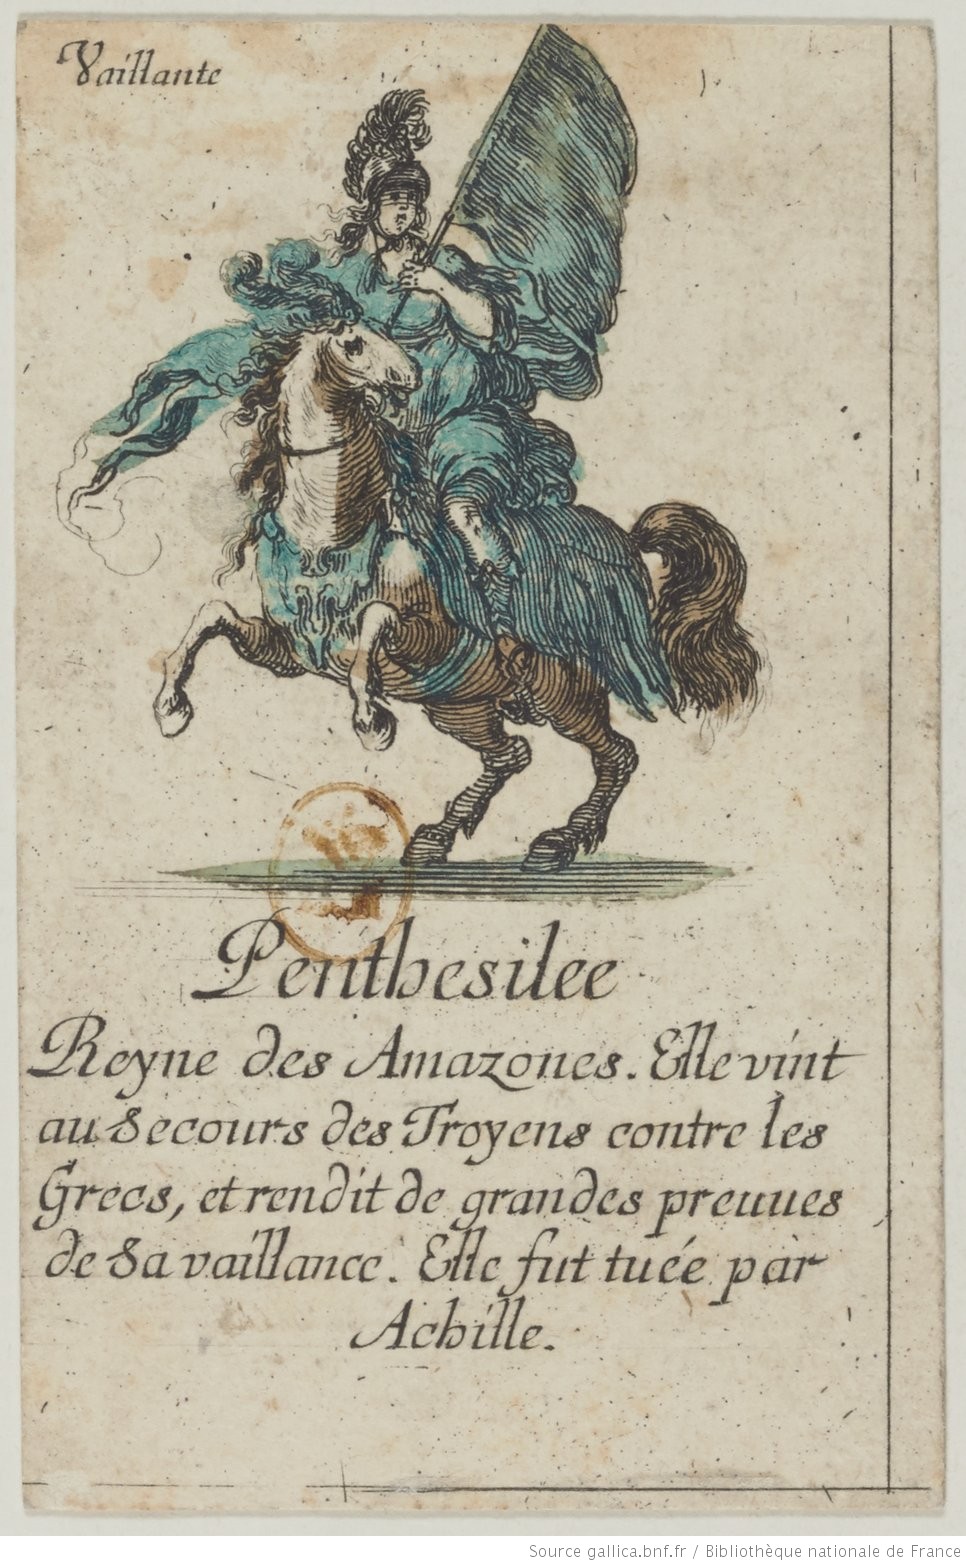 Vaillante
Penthesilee
Reyne des Amazones. Elle vint
au secours des Troyens contre les
Grecs, et rendit de grandes preuues
de sa vaillance. Elle fut tuée par
Achille.
Source gallica.bnf.fr / Bibliothèque nationale de France